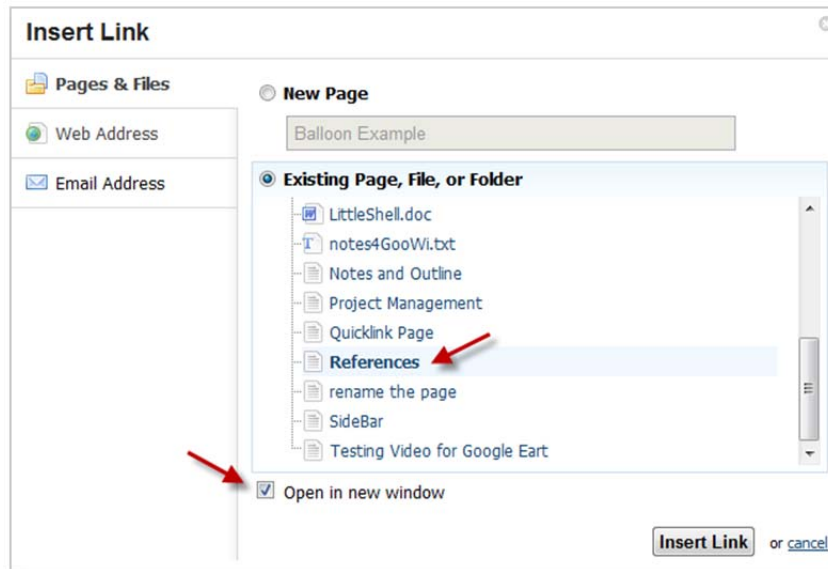 Insert Link
Pages & Files
Web Address
Email Address
New Page
Balloon Example
Existing Page, File, or Folder
LittleShell.doc
notes4GooWi.txt
Notes and Outline
Project Management
Quicklink Page
References
rename the page
SideBar
Testing Video for Google Eart
Open in new window
Insert Link or cancel